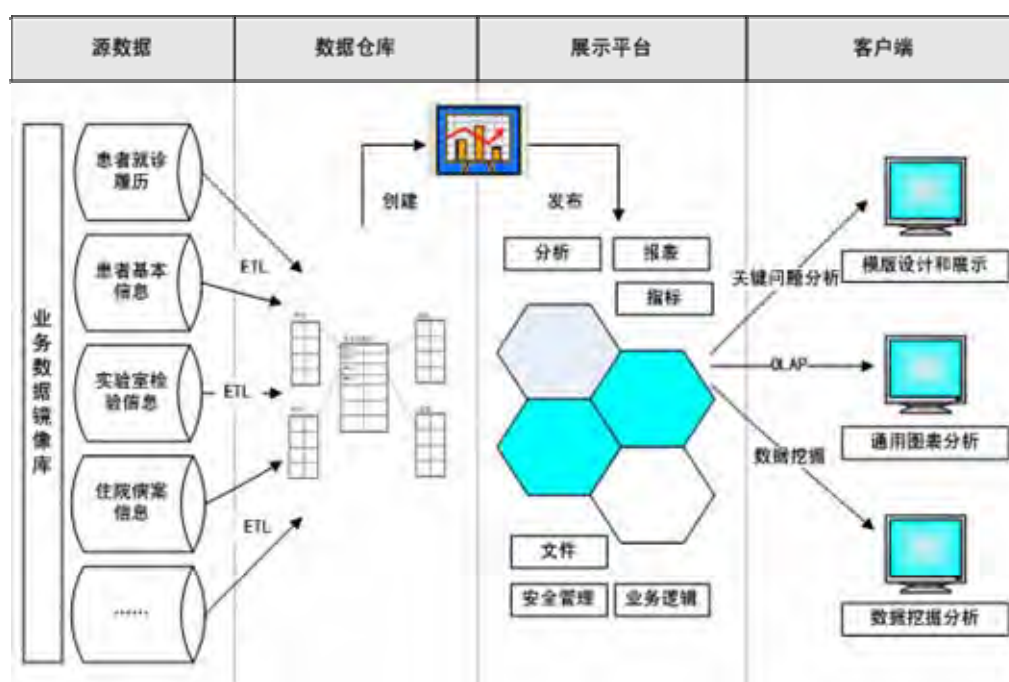 源数据
数据仓库
展示平台
客户端
业务数据镜像库
患者就诊
履历
患者基本
信息
实验室检
验信息
住院病案
信息
……
ETL
ETL
ETL
创建
发布
分析
报表
指标
文件
安全管理
业务逻辑
关键问题分析
OLAP
数据挖掘
模版设计和展示
通用图表分析
数据挖掘分析